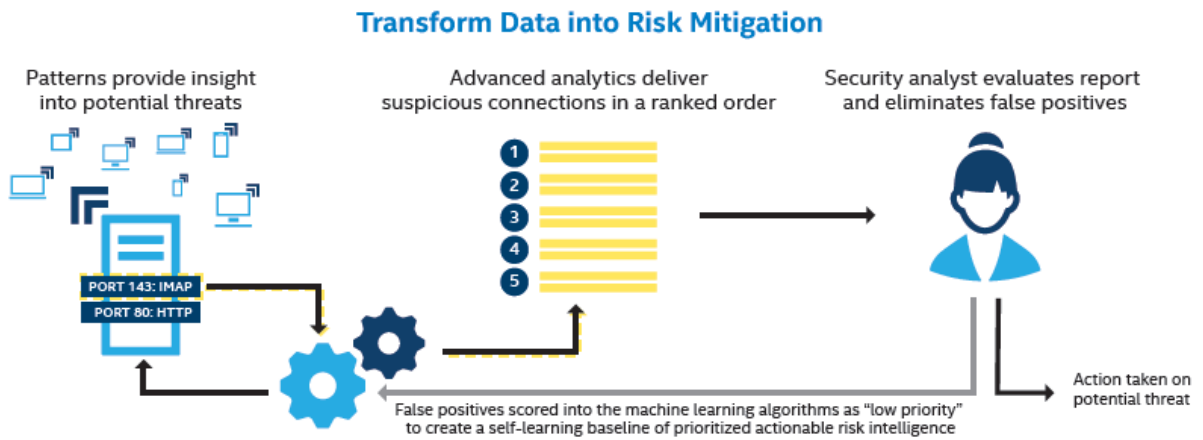 Transform Data into Risk Mitigation
Patterns provide insight
into potential threats
PORT 143: IMAP
PORT 80: HTTP
Advanced analytics deliver
suspicious connections in a ranked order
1
2
3
4
5
Security analyst evaluates report
and eliminates false positives
Action taken on
potential threat
False positives scored into the machine learning algorithms as “low priority”
to create a self-learning baseline of prioritized actionable risk intelligence